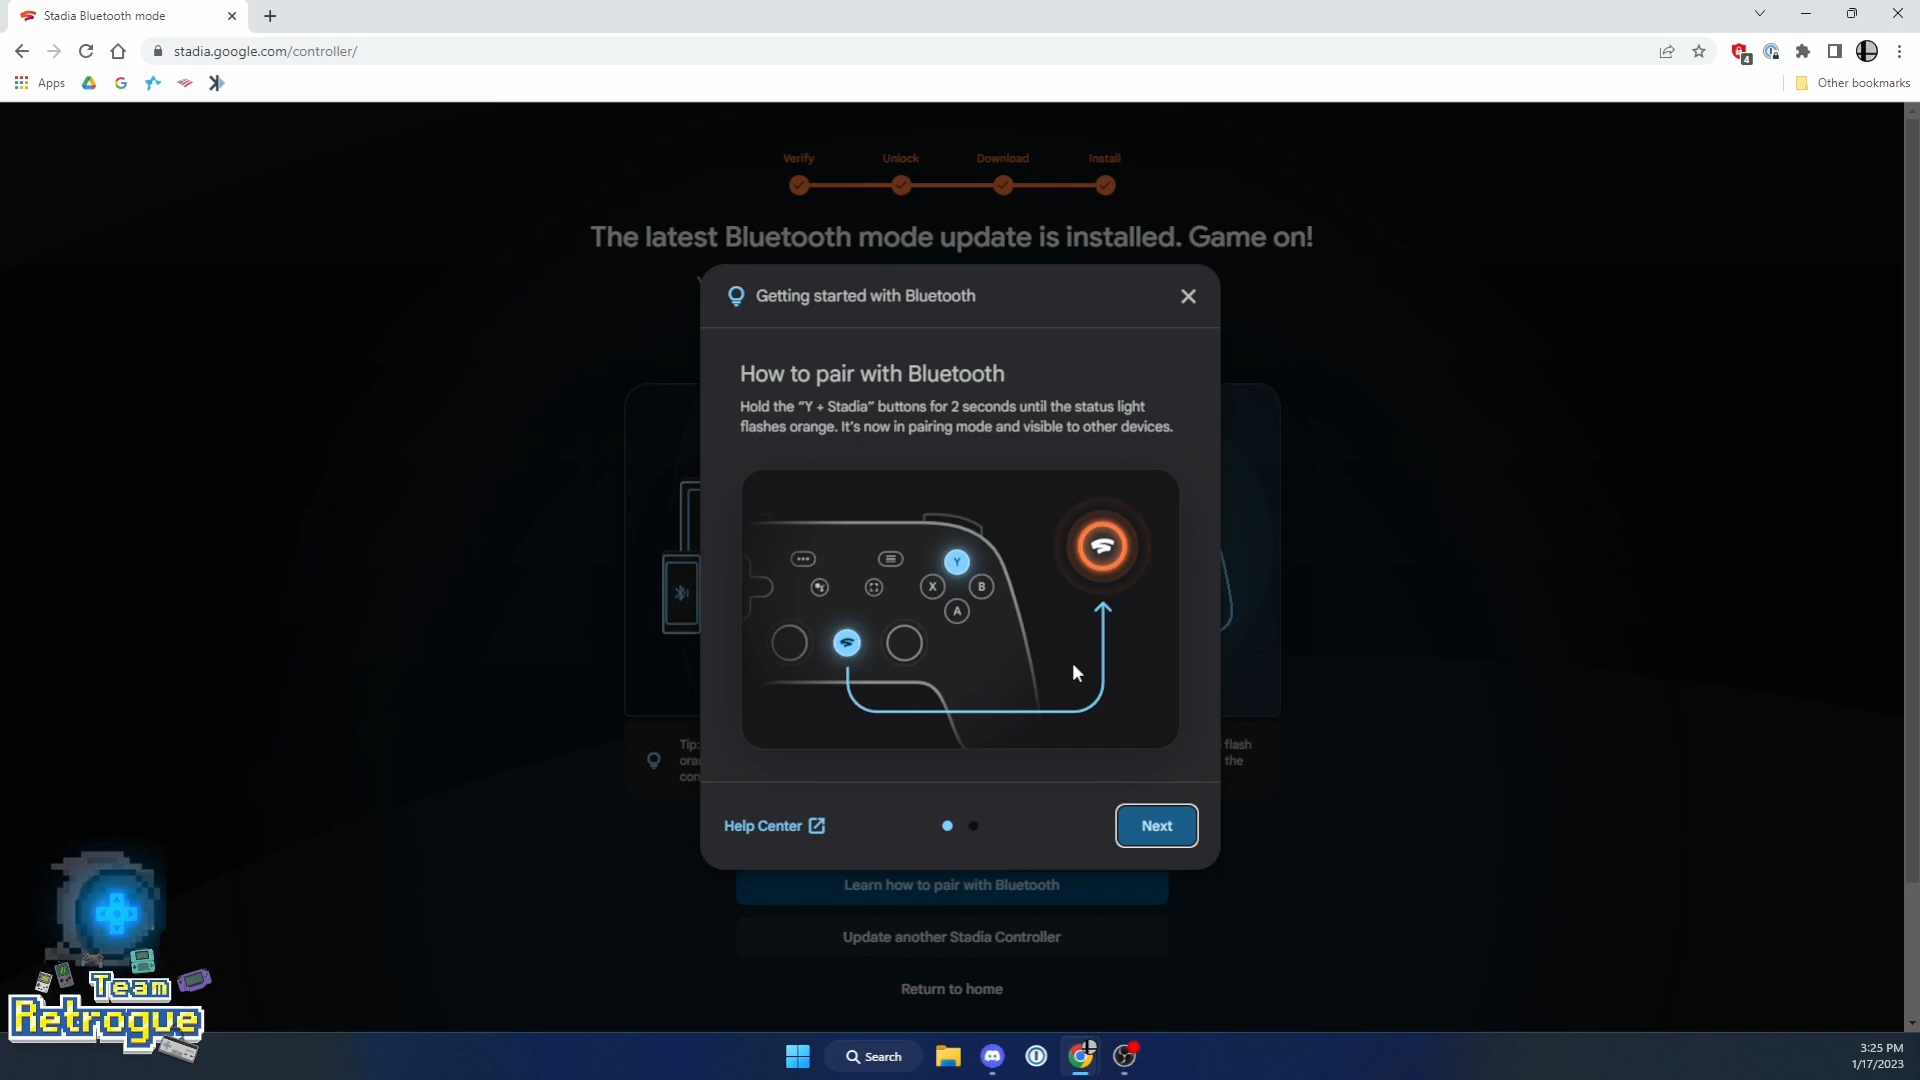 Stadia Bluetooth mode
stadia.google.com/controller/
4
Apps
Other bookmarks
Verify
Unlock
Download
Install
The latest Bluetooth mode update is installed. Game on!
Getting started with Bluetooth
How to pair with Bluetooth
Hold the “Y + Stadia” buttons for 2 seconds until the status light
flashes orange. It’s now in pairing mode and visible to other devices.
Y
X
B
A
Tip:
flash
the
Help Center
Next
Learn how to pair with Bluetooth
Update another Stadia Controller
Return to home
Team
Retrogue
Search
3:25 PM
1/17/2023